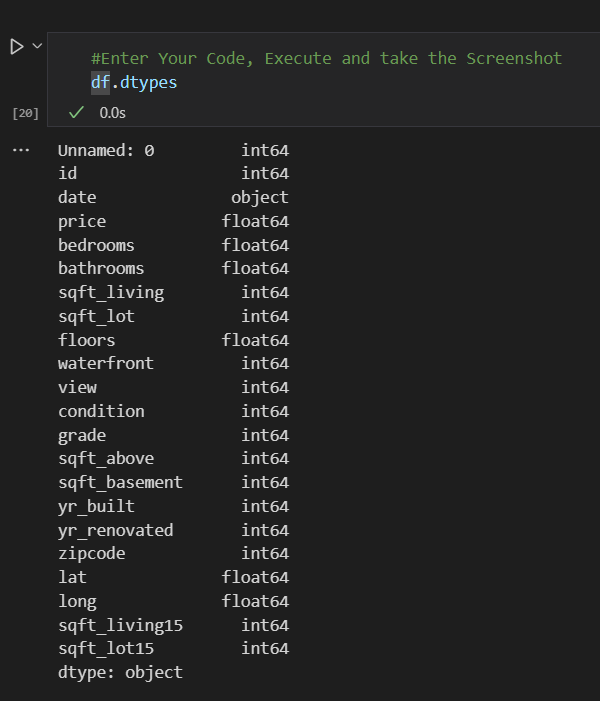 #Enter Your Code, Execute and take the Screenshot
df.dtypes
[20] 0.0s
Unnamed: 0 int64
id int64
date object
price float64
bedrooms float64
bathrooms float64
sqft_living int64
sqft_lot int64
floors float64
waterfront int64
view int64
condition int64
grade int64
sqft_above int64
sqft_basement int64
yr_built int64
yr_renovated int64
zipcode int64
lat float64
long float64
sqft_living15 int64
sqft_lot15 int64
dtype: object